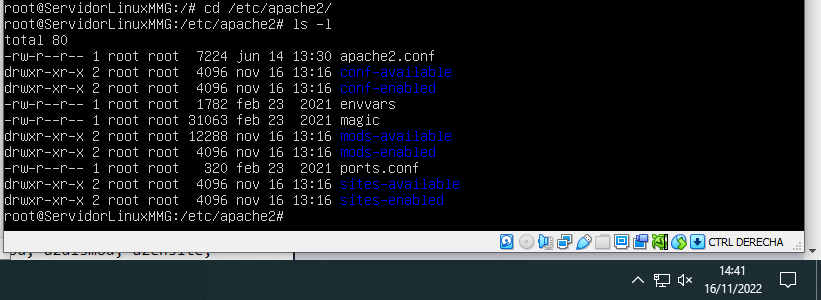 root@ServidorLinuxMMG:/# cd /etc/apache2/
root@ServidorLinuxMMG:/etc/apache2# ls -l
total 80
-rw-r--r-- 1 root root  7224 jun 14 13:30 apache2.conf
drwxr-xr-x 2 root root  4096 nov 16 13:16 conf-available
drwxr-xr-x 2 root root  4096 nov 16 13:16 conf-enabled
-rw-r--r-- 1 root root  1782 feb 23  2021 envvars
-rw-r--r-- 1 root root 31063 feb 23  2021 magic
drwxr-xr-x 2 root root 12288 nov 16 13:16 mods-available
drwxr-xr-x 2 root root  4096 nov 16 13:16 mods-enabled
-rw-r--r-- 1 root root   320 feb 23  2021 ports.conf
drwxr-xr-x 2 root root  4096 nov 16 13:16 sites-available
drwxr-xr-x 2 root root  4096 nov 16 13:16 sites-enabled
root@ServidorLinuxMMG:/etc/apache2#
CTRL DERECHA
14:41
16/11/2022